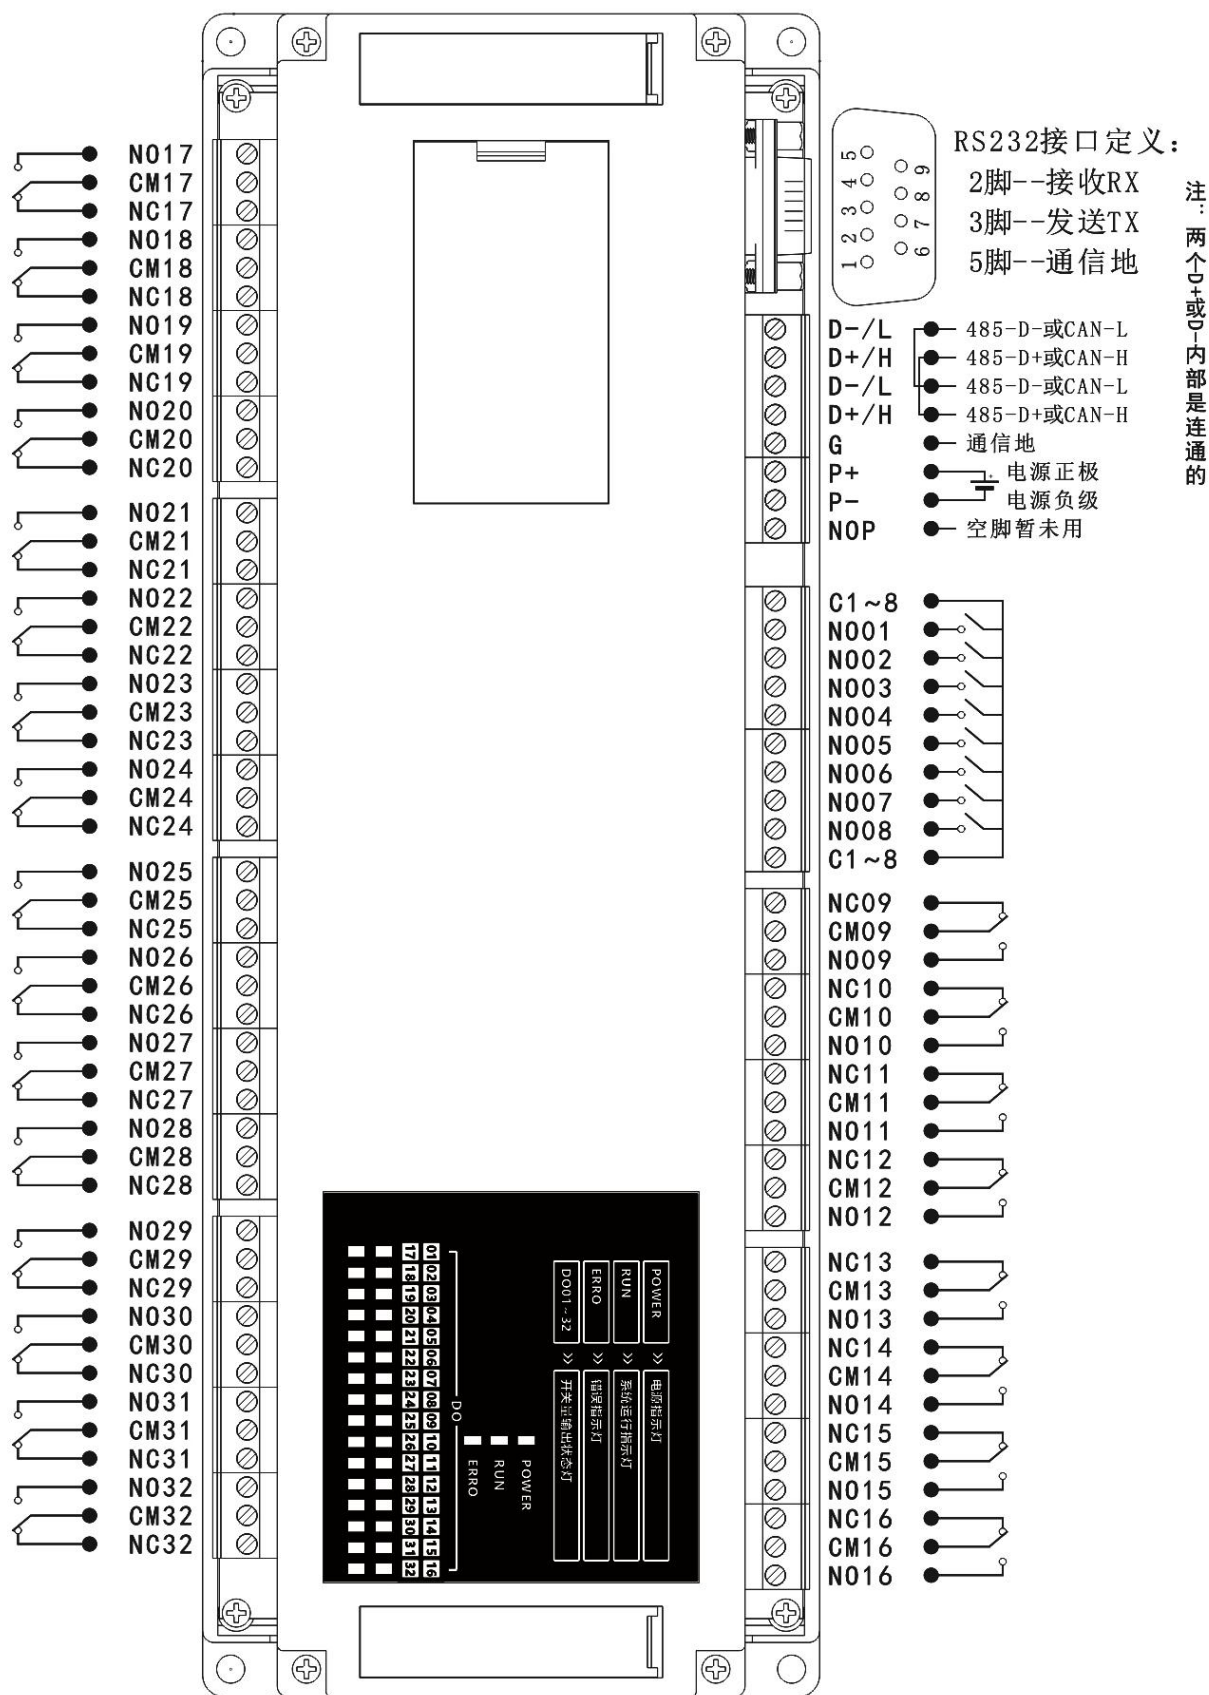 NO17
CM17
NC17
NO18
CM18
NC18
NO19
CM19
NC19
NO20
CM20
NC20
NO21
CM21
NC21
NO22
CM22
NC22
NO23
CM23
NC23
NO24
CM24
NC24
NO25
CM25
NC25
NO26
CM26
NC26
NO27
CM27
NC27
NO28
CM28
NC28
NO29
CM29
NC29
NO30
CM30
NC30
NO31
CM31
NC31
NO32
CM32
NC32
5 4 3 2 1
9 8 7 6
RS232接口定义:
2脚--接收RX
3脚--发送TX
5脚--通信地
注:两个D+或D-内部是连通的
D-/L 485-D-或CAN-L
D+/H 485-D+或CAN-H
D-/L 485-D-或CAN-L
D+/H 485-D+或CAN-H
G 通信地
P+ 电源正极
P- 电源负级
NOP 空脚暂未用
C1~8
NO01
NO02
NO03
NO04
NO05
NO06
NO07
NO08
C1~8
NC09
CM09
NO09
NC10
CM10
NO10
NC11
CM11
NO11
NC12
CM12
NO12
NC13
CM13
NO13
NC14
CM14
NO14
NC15
CM15
NO15
NC16
CM16
NO16
POWER >> 电源指示灯
RUN >> 系统运行指示灯
ERRO >> 错误指示灯
DO01~32 >> 开关量输出状态灯
POWER
RUN
ERRO
DO
01 02 03 04 05 06 07 08 09 10 11 12 13 14 15 16
17 18 19 20 21 22 23 24 25 26 27 28 29 30 31 32